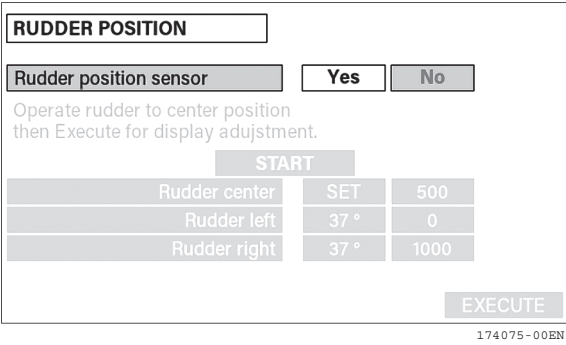 RUDDER POSITION
Rudder position sensor Yes No
Operate rudder to center position
then Execute for display adujstment.
START
Rudder center SET 500
Rudder left 37 ° 0
Rudder right 37 ° 1000
EXECUTE
174075-00EN